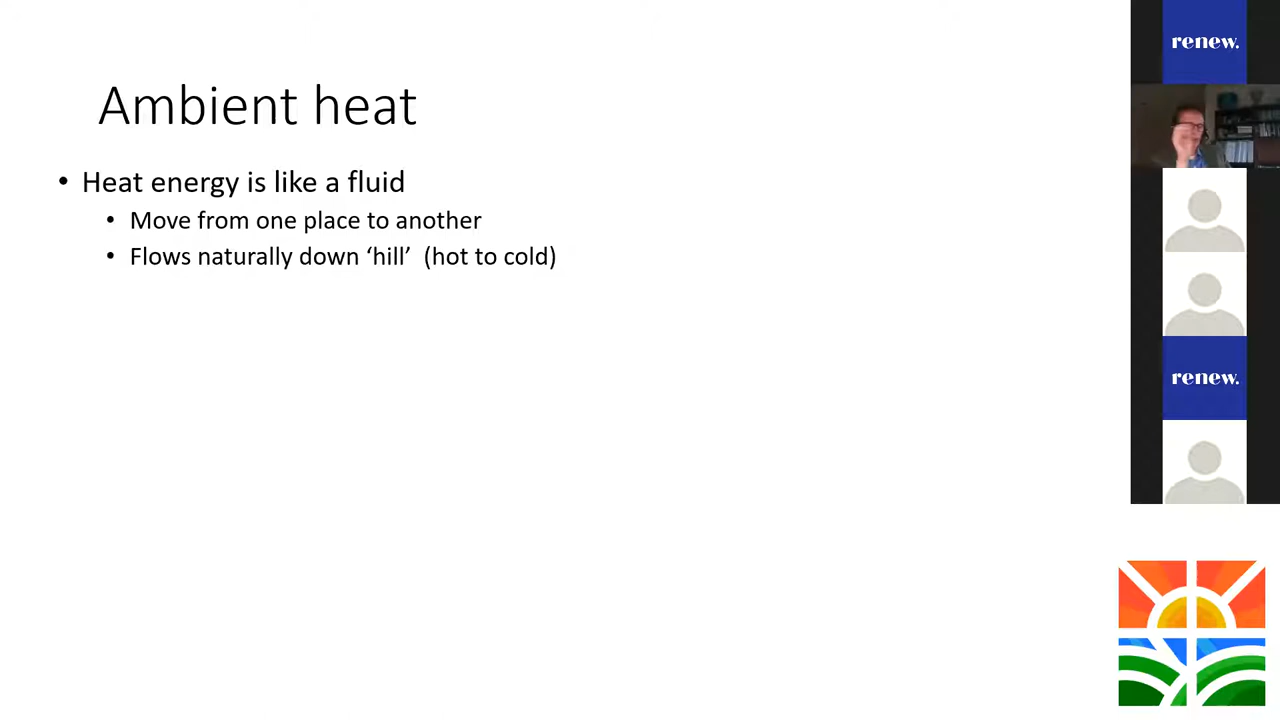 Ambient heat
• Heat energy is like a fluid
• Move from one place to another
• Flows naturally down ‘hill’ (hot to cold)
renew.
renew.